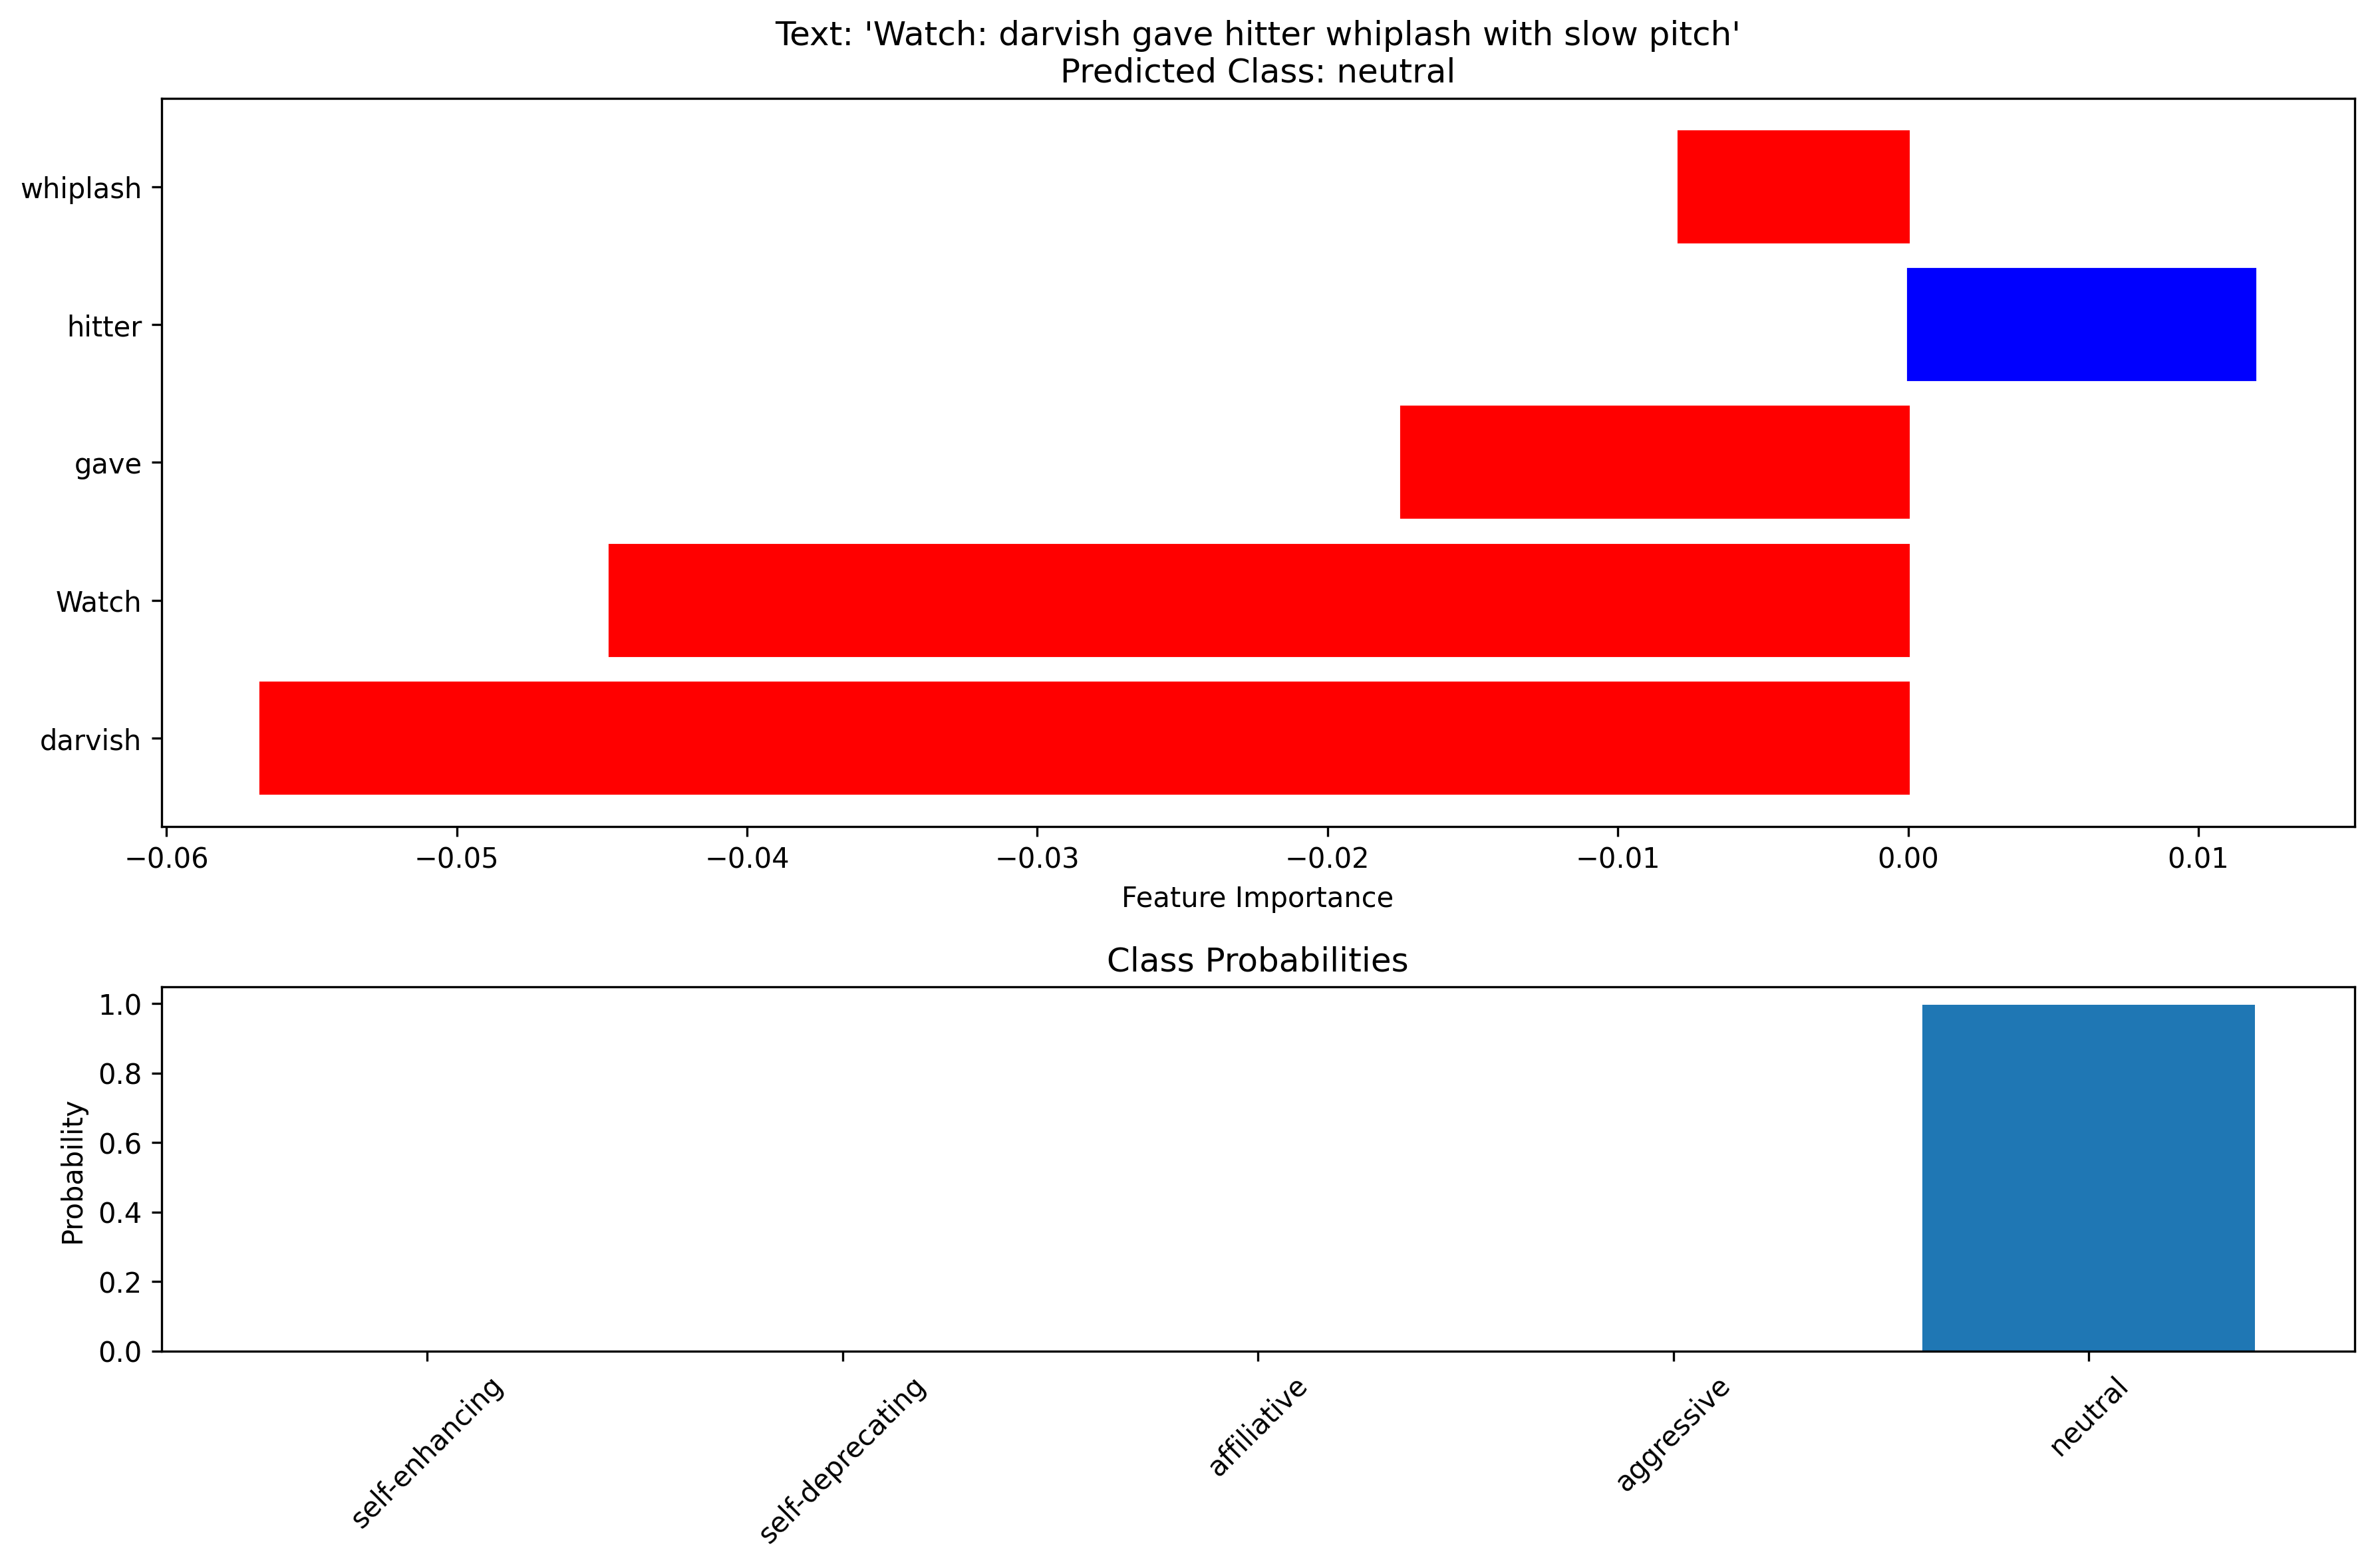 Text: 'Watch: darvish gave hitter whiplash with slow pitch'
Predicted Class: neutral
whiplash
hitter
gave
Watch
darvish
−0.06 −0.05 −0.04 −0.03 −0.02 −0.01 0.00 0.01
Feature Importance
Class Probabilities
1.0
0.8
0.6
0.4
0.2
0.0
Probability
self-enhancing
self-deprecating
affiliative
aggressive
neutral